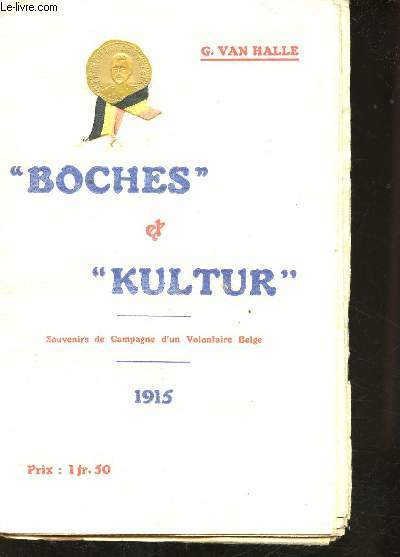 Le-livre.com
G. VAN HALLE
"BOCHES"
et
"KULTUR"
Souvenirs de Campagne d'un Volontaire Belge
1915
Prix : 1 fr. 50